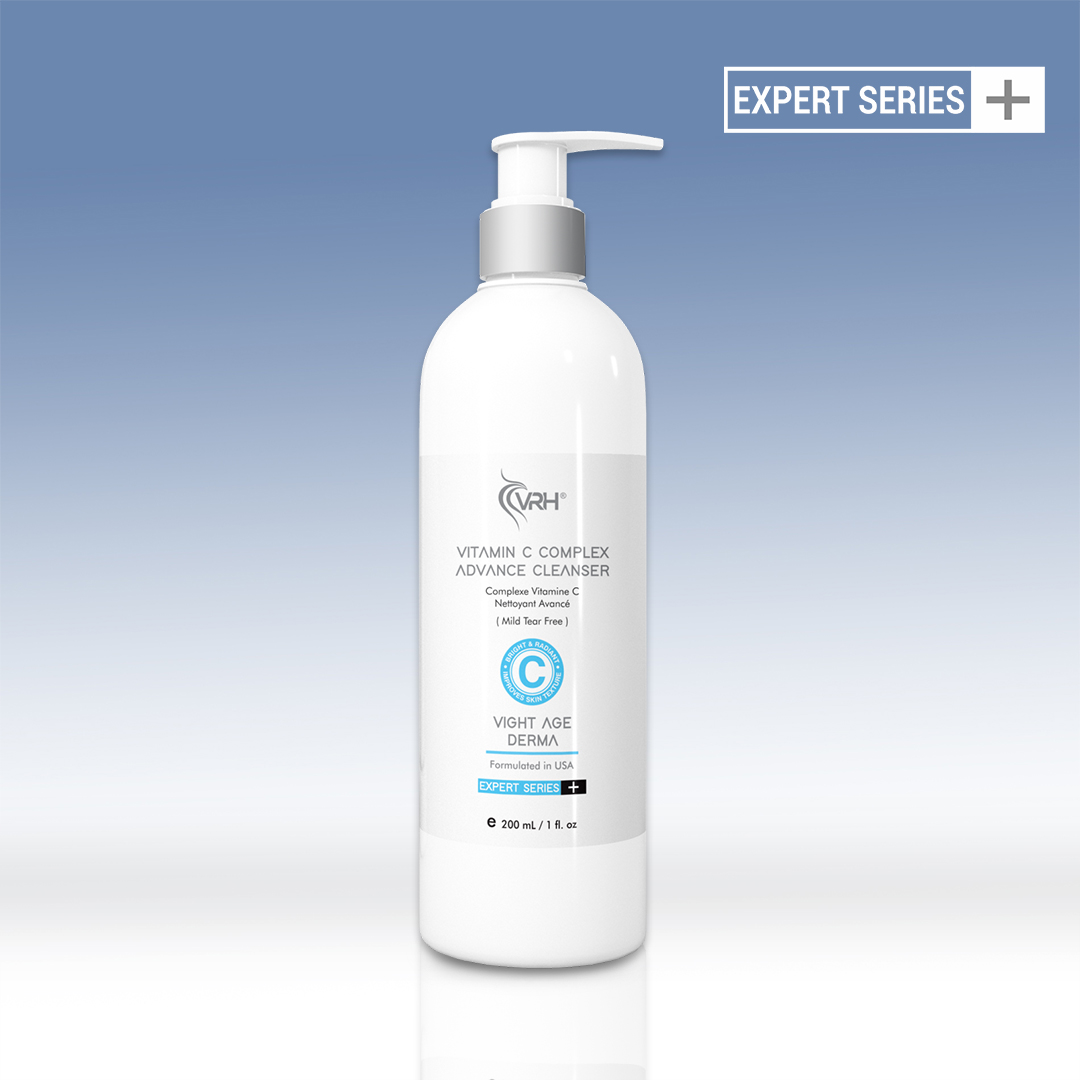 EXPERT SERIES +
VRH®
VITAMIN C COMPLEX
ADVANCE CLEANSER
Complexe Vitamine C
Nettoyant Avancé
( Mild Tear Free )
BRIGHT & RADIANT
C
IMPROVES SKIN TEXTURE
VIGHT AGE
DERMA
Formulated in USA
EXPERT SERIES +
e 200 mL / 1 fl. oz